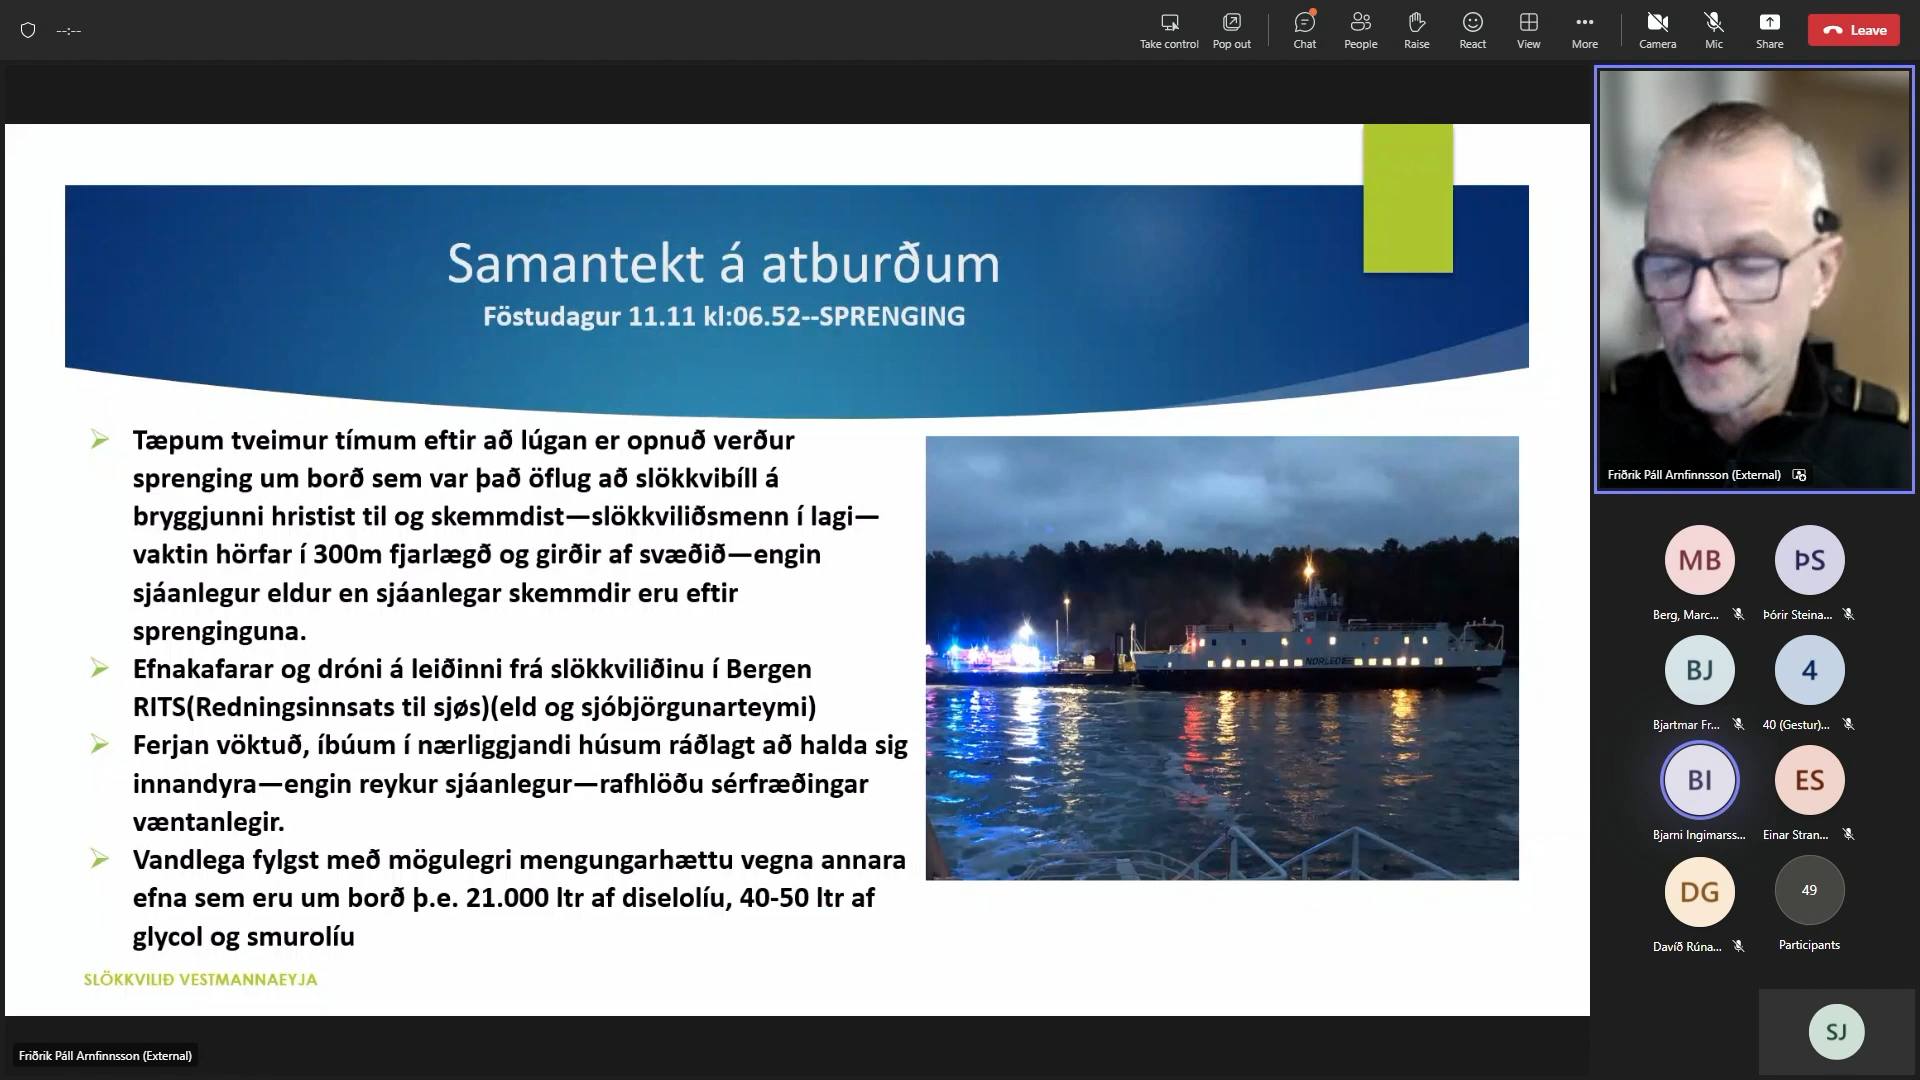 --:--
Take control
Pop out
Chat
People
Raise
React
View
More
Camera
Mic
Share
Leave
Samantekt á atburðum
Föstudagur 11.11 kl:06.52--SPRENGING
Tæpum tveimur tímum eftir að lúgan er opnuð verður
sprenging um borð sem var það öflug að slökkvibíll á
bryggjunni hristist til og skemmdist—slökkviliðsmenn í lagi—
vaktin hörfar í 300m fjarlægð og girðir af svæðið—engin
sjáanlegur eldur en sjáanlegar skemmdir eru eftir
sprenginguna.
Efnakafarar og dróni á leiðinni frá slökkviliðinu í Bergen
RITS(Redningsinnsats til sjøs)(eld og sjóbjörgunarteymi)
Ferjan vöktuð, íbúum í nærliggjandi húsum ráðlagt að halda sig
innandyra—engin reykur sjáanlegur—rafhlöðu sérfræðingar
væntanlegir.
Vandlega fylgst með mögulegri mengungarhættu vegna annara
efna sem eru um borð þ.e. 21.000 ltr af diselolíu, 40-50 ltr af
glycol og smurolíu
SLÖKKVILIÐ VESTMANNAEYJA
NORLED
Friðrik Páll Arnfinnsson (External)
Friðrik Páll Arnfinnsson (External)
MB
ÞS
Berg, Marc...
Þórir Steina...
BJ
4
Bjartmar Fr...
40 (Gestur)...
BI
ES
Bjarni Ingimarss...
Einar Stran...
DG
49
Davíð Rúna...
Participants
SJ